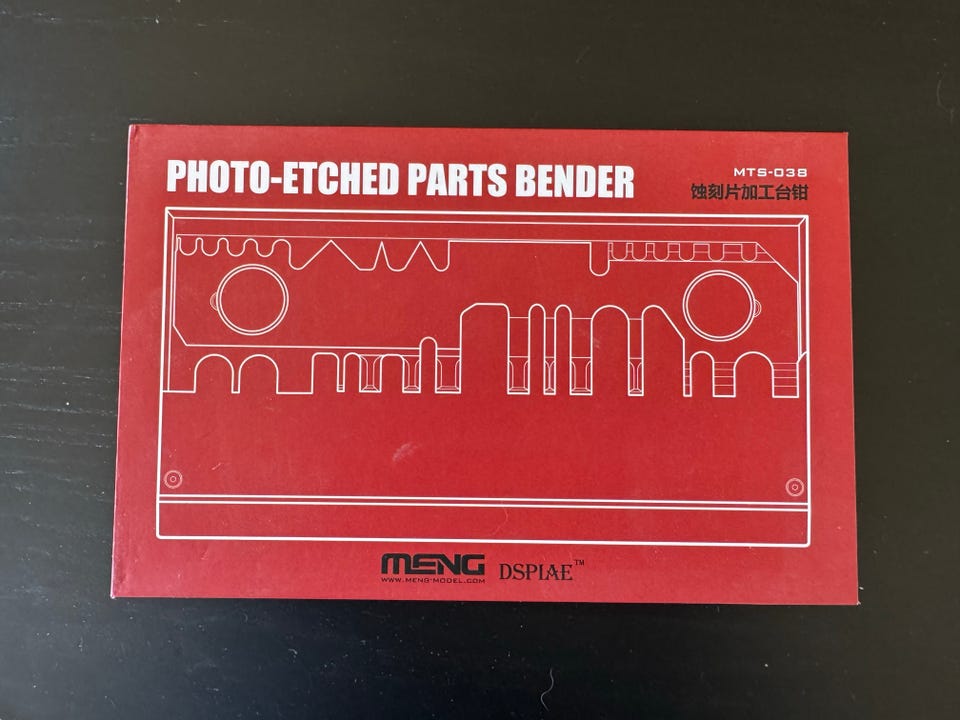 PHOTO-ETCHED PARTS BENDER
MTS-038
蚀刻片加工台钳
MENG
WWW.MENG-MODEL.COM
DSPIAE™